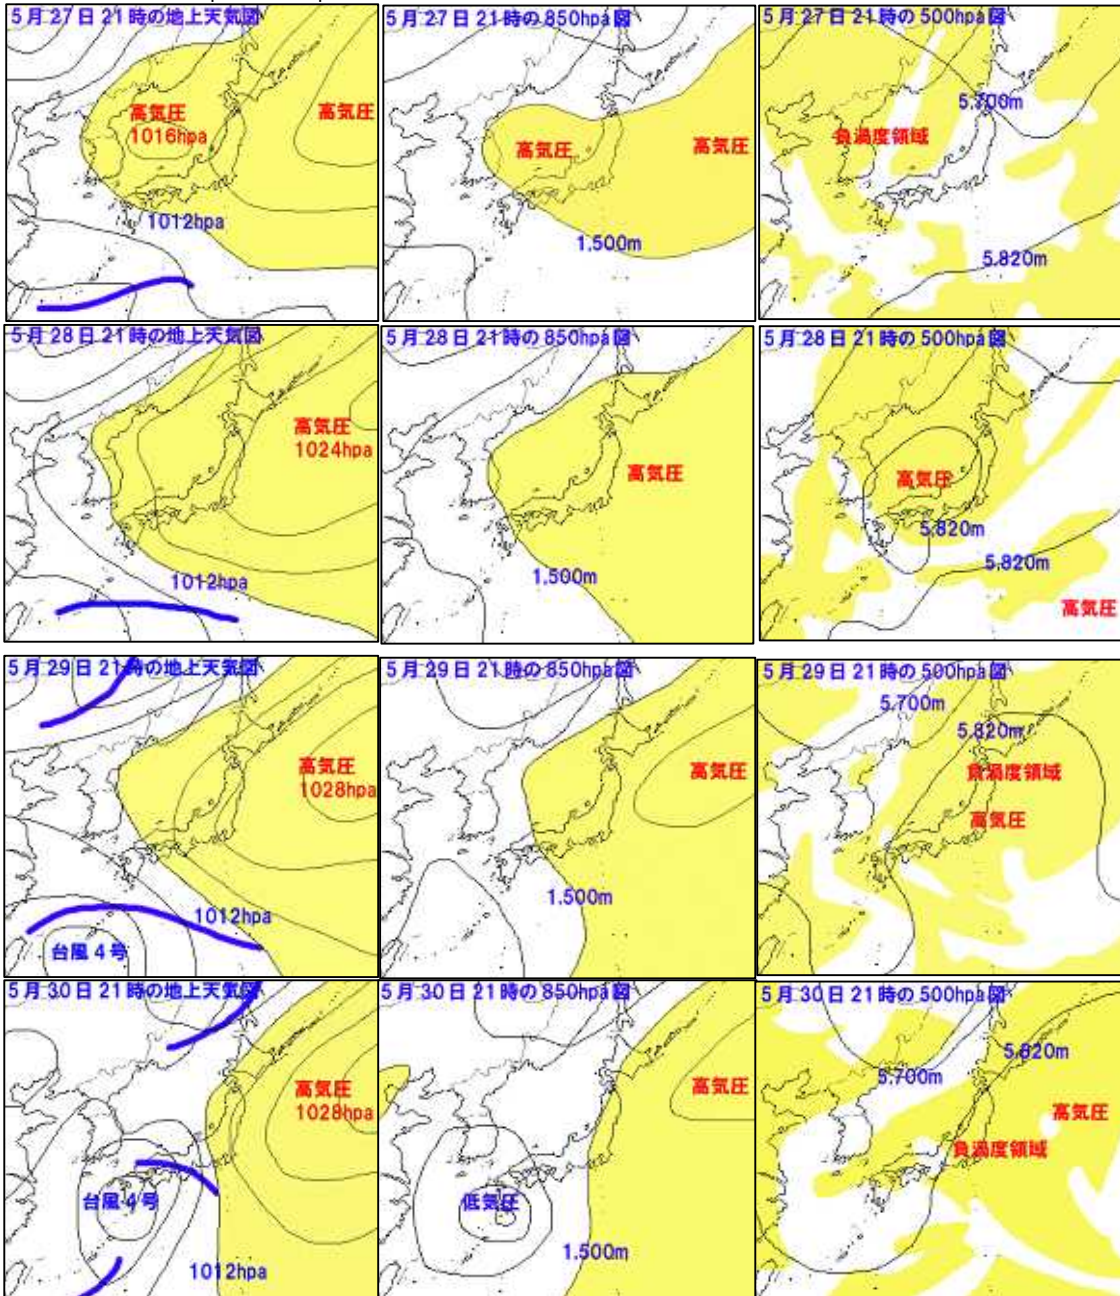 5月27日21時の地上天気図
高気圧
1016hpa
高気圧
1012hpa
5月27日21時の850hpa図
高気圧
高気圧
1.500m
5月27日21時の500hpa図
5.700m
負渦度領域
5.820m
5月28日21時の地上天気図
高気圧
1024hpa
1012hpa
5月28日21時の850hpa図
高気圧
1.500m
5月28日21時の500hpa図
高気圧
5.820m
5.820m
高気圧
5月29日21時の地上天気図
高気圧
1028hpa
1012hpa
台風4号
5月29日21時の850hpa図
高気圧
1.500m
5月29日21時の500hpa図
5.700m
5.820m
負渦度領域
高気圧
5月30日21時の地上天気図
高気圧
1028hpa
台風4号
1012hpa
5月30日21時の850hpa図
高気圧
低気圧
1.500m
5月30日21時の500hpa図
5.820m
5.700m
高気圧
負渦度領域